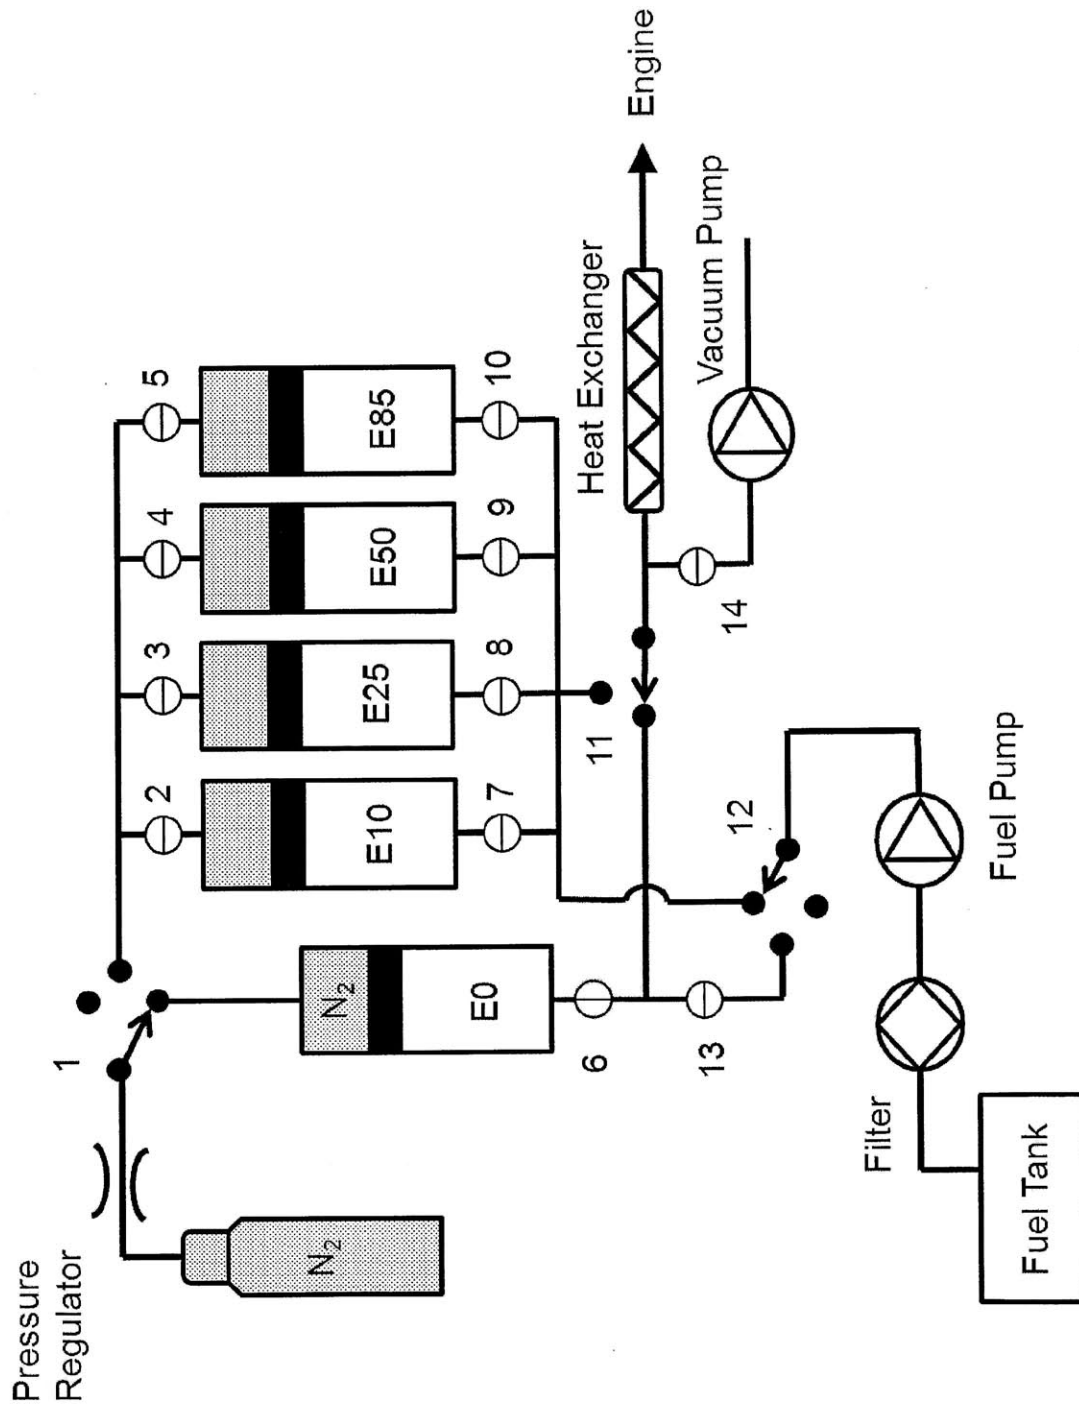 Pressure
Regulator
N₂
1
N₂
E0
6
13
2
3
4
5
E10
E25
E50
E85
7
8
9
10
11
12
14
Heat Exchanger
Engine
Vacuum Pump
Fuel Pump
Filter
Fuel Tank